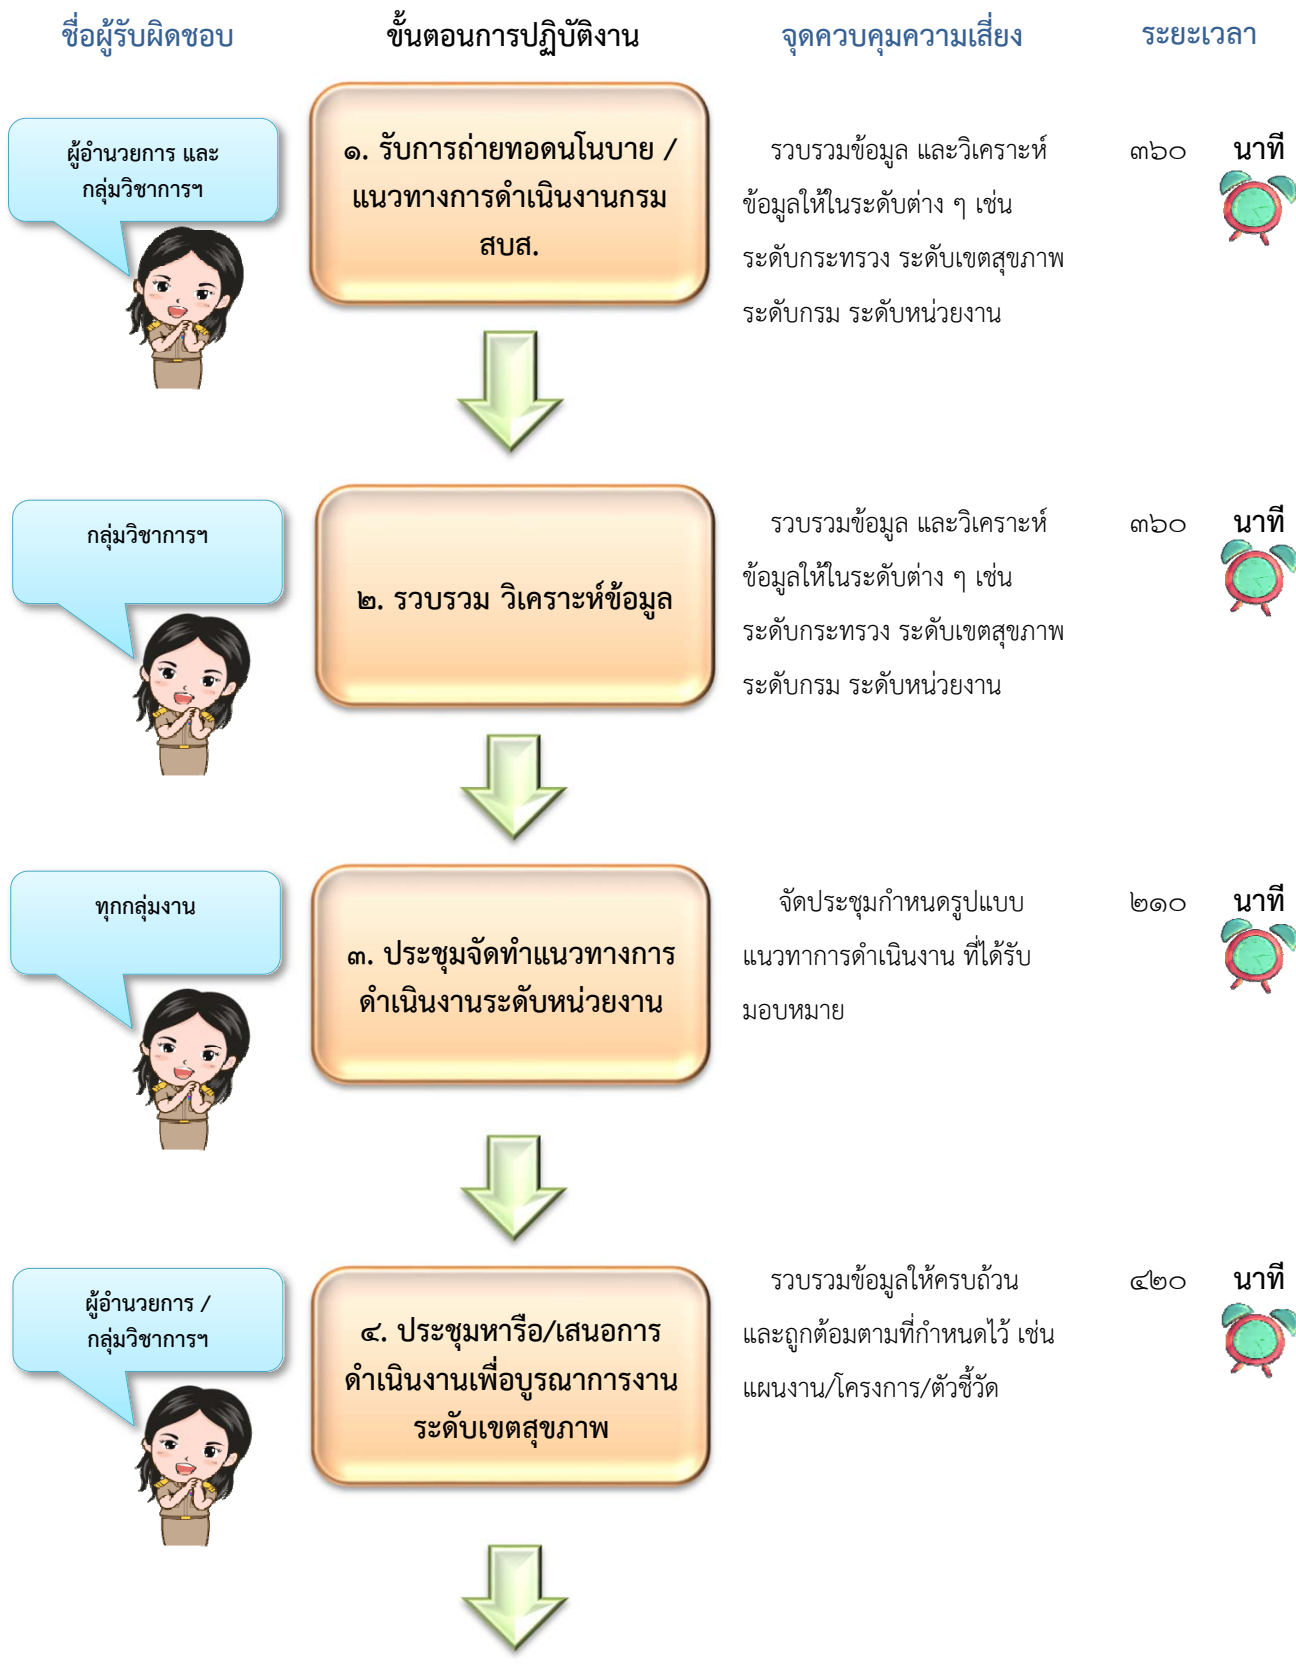 ชื่อผู้รับผิดชอบ ขั้นตอนการปฏิบัติงาน จุดควบคุมความเสี่ยง ระยะเวลา
ผู้อำนวยการ และ
กลุ่มวิชาการฯ
๑. รับการถ่ายทอดนโนบาย /
แนวทางการดำเนินงานกรม
สบส.
รวบรวมข้อมูล และวิเคราะห์
ข้อมูลให้ในระดับต่าง ๆ เช่น
ระดับกระทรวง ระดับเขตสุขภาพ
ระดับกรม ระดับหน่วยงาน
๓๖๐ นาที
กลุ่มวิชาการฯ
๒. รวบรวม วิเคราะห์ข้อมูล
รวบรวมข้อมูล และวิเคราะห์
ข้อมูลให้ในระดับต่าง ๆ เช่น
ระดับกระทรวง ระดับเขตสุขภาพ
ระดับกรม ระดับหน่วยงาน
๓๖๐ นาที
ทุกกลุ่มงาน
๓. ประชุมจัดทำแนวทางการ
ดำเนินงานระดับหน่วยงาน
จัดประชุมกำหนดรูปแบบ
แนวทาการดำเนินงาน ที่ได้รับ
มอบหมาย
๒๑๐ นาที
ผู้อำนวยการ /
กลุ่มวิชาการฯ
๔. ประชุมหารือ/เสนอการ
ดำเนินงานเพื่อบูรณาการงาน
ระดับเขตสุขภาพ
รวบรวมข้อมูลให้ครบถ้วน
และถูกต้อมตามที่กำหนดไว้ เช่น
แผนงาน/โครงการ/ตัวชี้วัด
๔๒๐ นาที